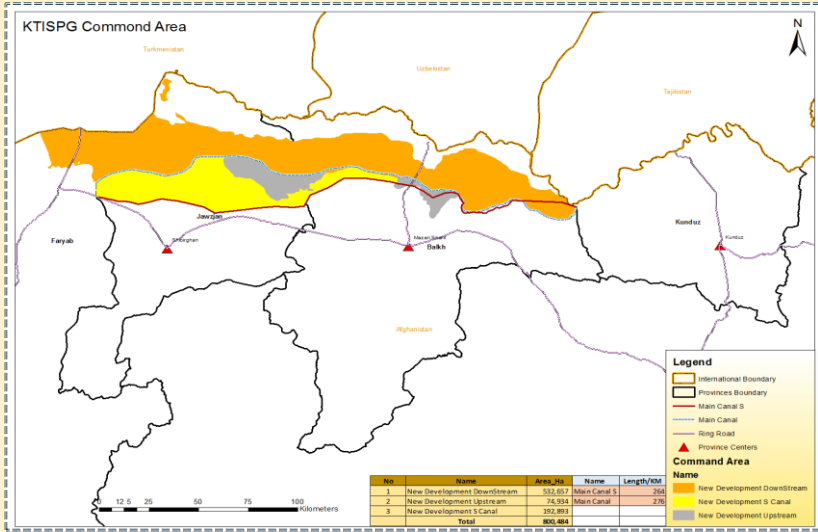 KTISPG Commond Area
N
Turkmenistan
Uzbekistan
Tajikistan
Jawzjan
Kunduz
Faryab
Shibirghan
Mazari Sharif
Balkh
Kunduz
Afghanistan
Legend
International Boundary
Provinces Boundary
Main Canal S
Main Canal
Ring Road
Province Centers
Command Area
Name
New Development DownStream
New Development S Canal
New Development Upstream
0 12.5 25 50 75 100
Kilometers
No Name Area_Ha Name Length/KM
1 New Development DownStream 532,657 Main Canal S 264
2 New Development Upstream 74,934 Main Canal 276
3 New Development S Canal 192,893
Total 800,484